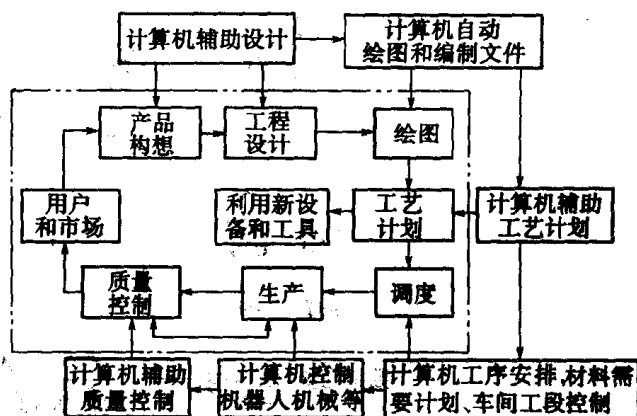 计算机辅助设计
计算机自动
绘图和编制文件
产品
构想
工程
设计
绘图
用户
和市场
利用新设
备和工具
工艺
计划
计算机辅助
工艺计划
质量
控制
生产
调度
计算机辅助
质量控制
计算机控制
机器人机械等
计算机工序安排,材料需
要计划、车间工段控制